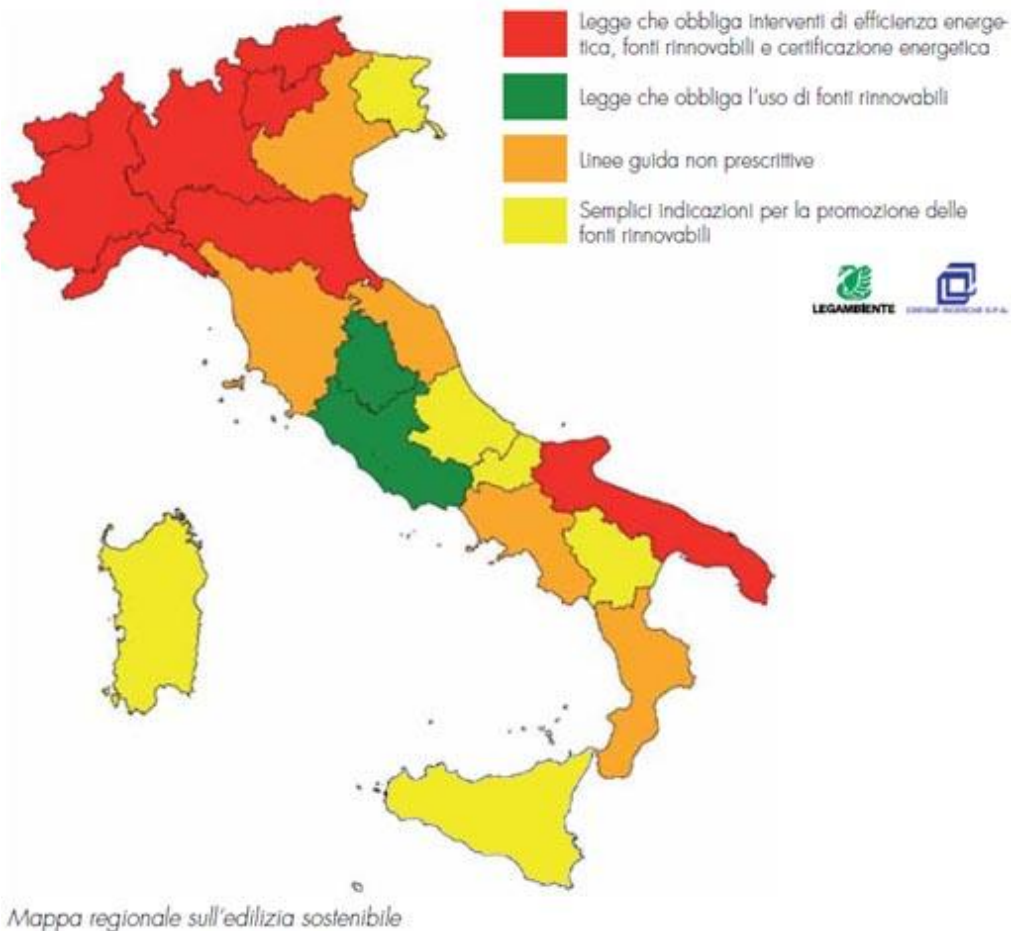 Legge che obbliga interventi di efficienza energe-
tica, fonti rinnovabili e certificazione energetica
Legge che obbliga l'uso di fonti rinnovabili
Linee guida non prescrittive
Semplici indicazioni per la promozione delle
fonti rinnovabili
LEGAMBIENTE
RICERCHE S.P.A.
Mappa regionale sull'edilizia sostenibile